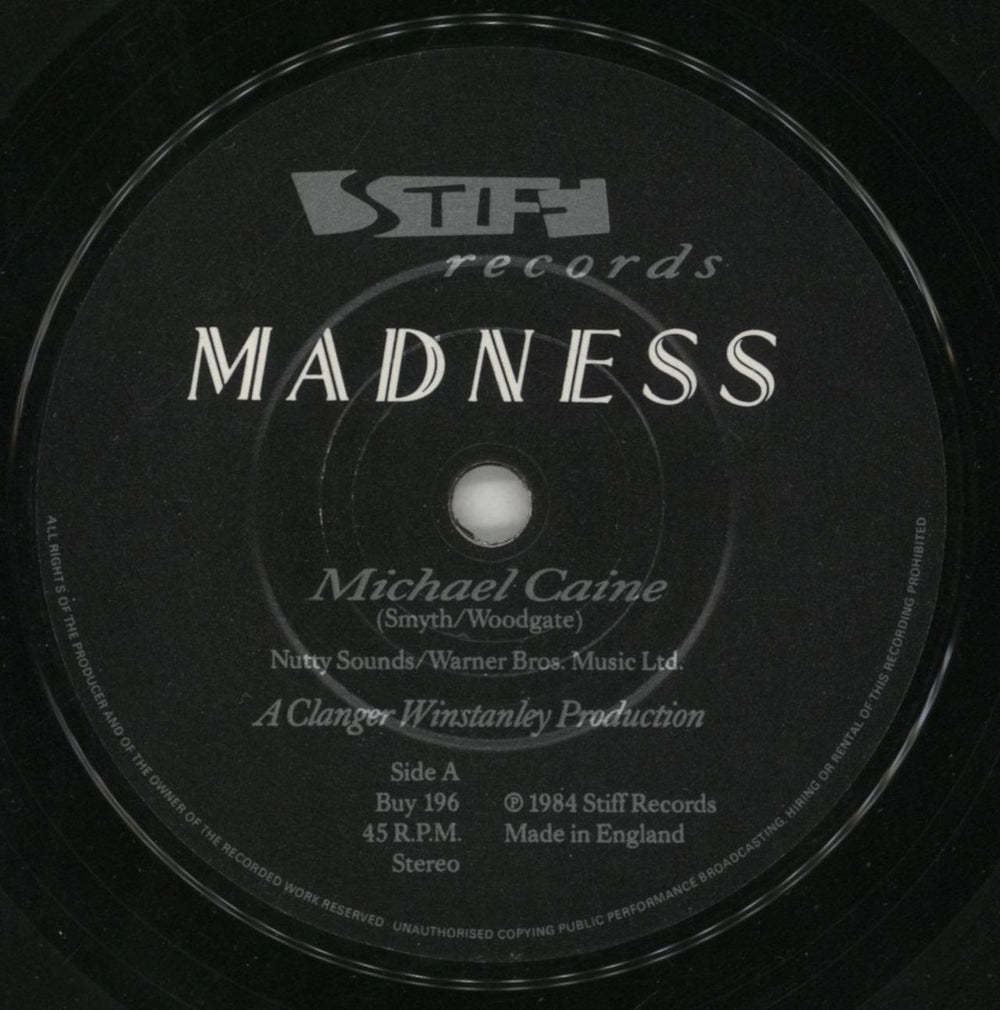 STIFF
records
MADNESS
Michael Caine
(Smyth/Woodgate)
Nutty Sounds/Warner Bros. Music Ltd.
A Clanger Winstanley Production
Side A
Buy 196
45 R.P.M.
Stereo
℗ 1984 Stiff Records
Made in England
ALL RIGHTS OF THE PRODUCER AND OF THE OWNER OF THE RECORDED WORK RESERVED · UNAUTHORISED COPYING PUBLIC PERFORMANCE BROADCASTING HIRING OR RENTAL OF THIS RECORDING PROHIBITED